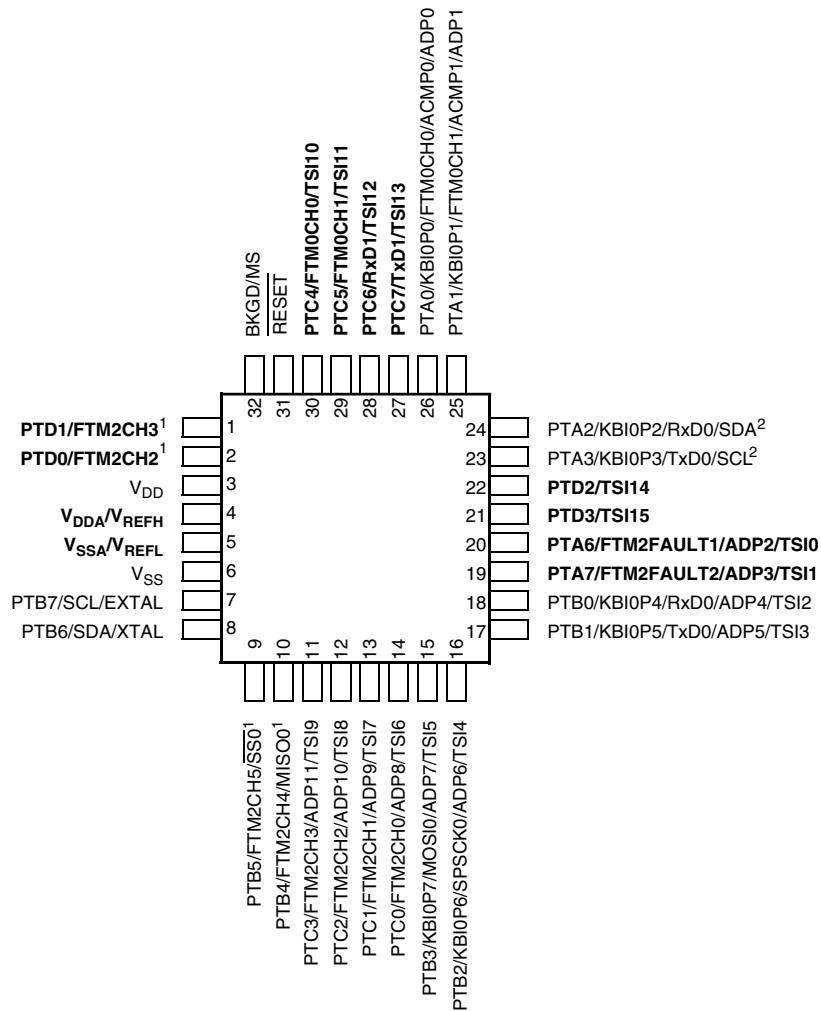 BKGD/MS
RESET
PTC4/FTM0CH0/TSI10
PTC5/FTM0CH1/TSI11
PTC6/RxD1/TSI12
PTC7/TxD1/TSI13
PTA0/KBI0P0/FTM0CH0/ACMP0/ADP0
PTA1/KBI0P1/FTM0CH1/ACMP1/ADP1
32
31
30
29
28
27
26
25
PTD1/FTM2CH3¹ 1
PTD0/FTM2CH2¹ 2
VDD 3
VDDA/VREFH 4
VSSA/VREFL 5
VSS 6
PTB7/SCL/EXTAL 7
PTB6/SDA/XTAL 8
24 PTA2/KBI0P2/RxD0/SDA²
23 PTA3/KBI0P3/TxD0/SCL²
22 PTD2/TSI14
21 PTD3/TSI15
20 PTA6/FTM2FAULT1/ADP2/TSI0
19 PTA7/FTM2FAULT2/ADP3/TSI1
18 PTB0/KBI0P4/RxD0/ADP4/TSI2
17 PTB1/KBI0P5/TxD0/ADP5/TSI3
9
10
11
12
13
14
15
16
PTB5/FTM2CH5/SS0¹
PTB4/FTM2CH4/MISO0¹
PTC3/FTM2CH3/ADP11/TSI9
PTC2/FTM2CH2/ADP10/TSI8
PTC1/FTM2CH1/ADP9/TSI7
PTC0/FTM2CH0/ADP8/TSI6
PTB3/KBI0P7/MOSI0/ADP7/TSI5
PTB2/KBI0P6/SPSCK0/ADP6/TSI4